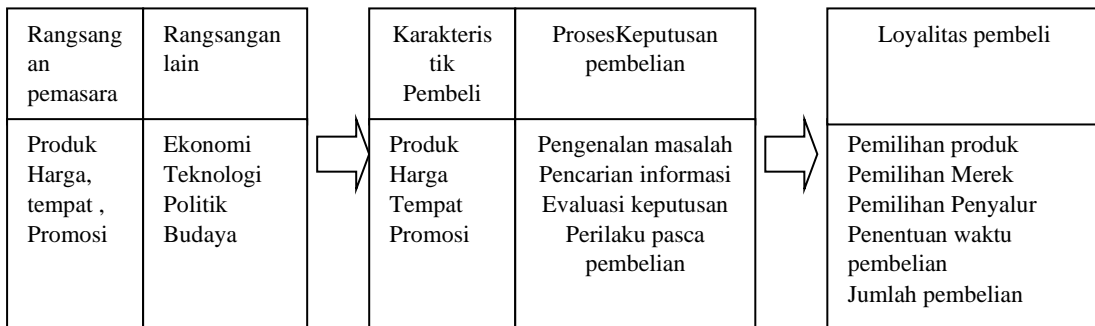 Rangsang
an
pemasara
Rangsangan
lain
Karakteris
tik
Pembeli
ProsesKeputusan
pembelian
Loyalitas pembeli
Produk
Harga,
tempat ,
Promosi
Ekonomi
Teknologi
Politik
Budaya
Produk
Harga
Tempat
Promosi
Pengenalan masalah
Pencarian informasi
Evaluasi keputusan
Perilaku pasca
pembelian
Pemilihan produk
Pemilihan Merek
Pemilihan Penyalur
Penentuan waktu
pembelian
Jumlah pembelian